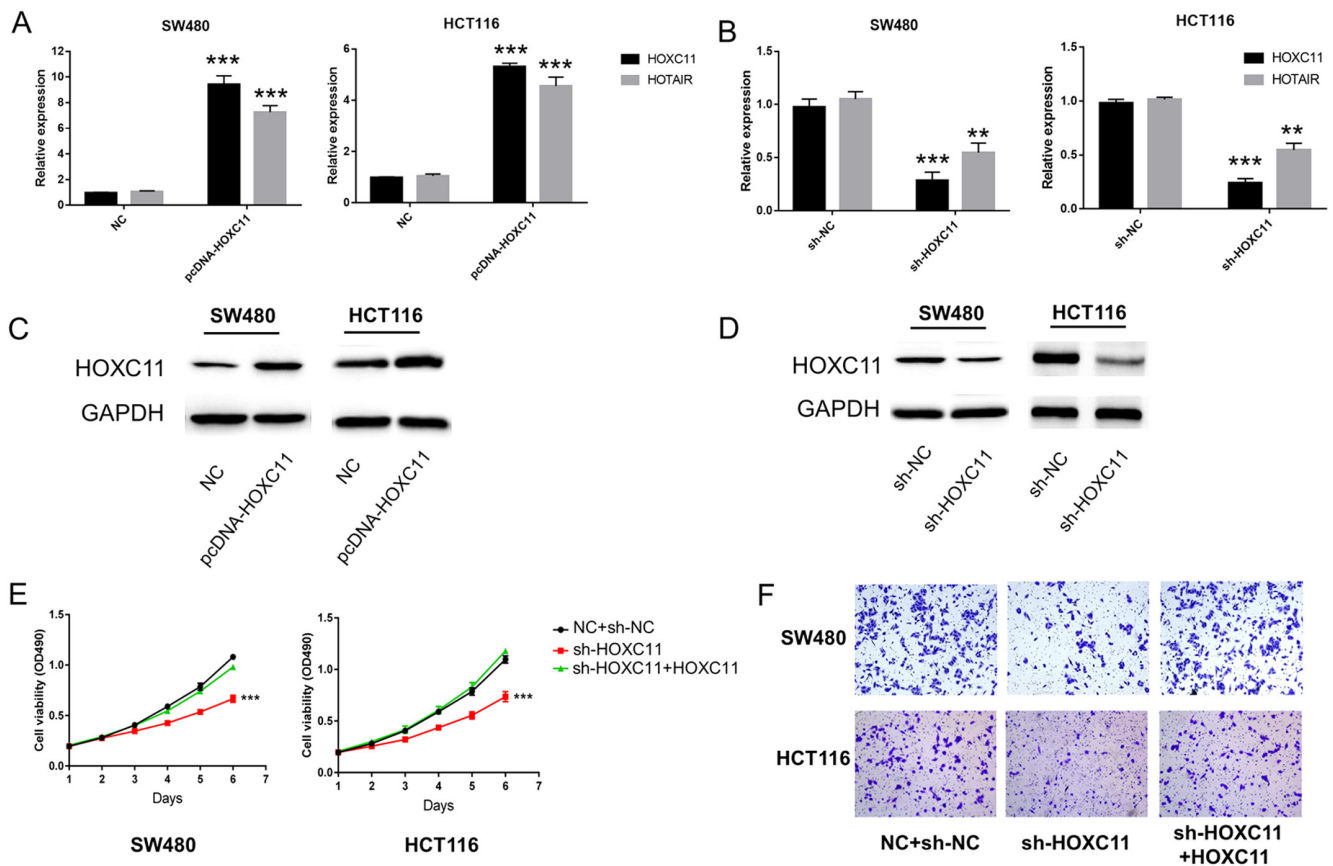 A
SW480
Relative expression
12
10
8
6
4
2
0
***
***
NC
pcDNA-HOXC11
HCT116
Relative expression
6
4
2
0
***
***
NC
pcDNA-HOXC11
HOXC11
HOTAIR
B
SW480
Relative expression
1.5
1.0
0.5
0.0
***
**
sh-NC
sh-HOXC11
HCT116
Relative expression
1.5
1.0
0.5
0.0
***
**
sh-NC
sh-HOXC11
HOXC11
HOTAIR
C
SW480
HCT116
HOXC11
GAPDH
NC
pcDNA-HOXC11
NC
pcDNA-HOXC11
D
SW480
HCT116
HOXC11
GAPDH
sh-NC
sh-HOXC11
sh-NC
sh-HOXC11
E
Cell viability (OD490)
1.5
1.0
0.5
0.0
***
1 2 3 4 5 6 7
Days
SW480
Cell viability (OD490)
1.5
1.0
0.5
0.0
***
1 2 3 4 5 6 7
Days
HCT116
NC+sh-NC
sh-HOXC11
sh-HOXC11+HOXC11
F
SW480
HCT116
NC+sh-NC
sh-HOXC11
sh-HOXC11
+HOXC11